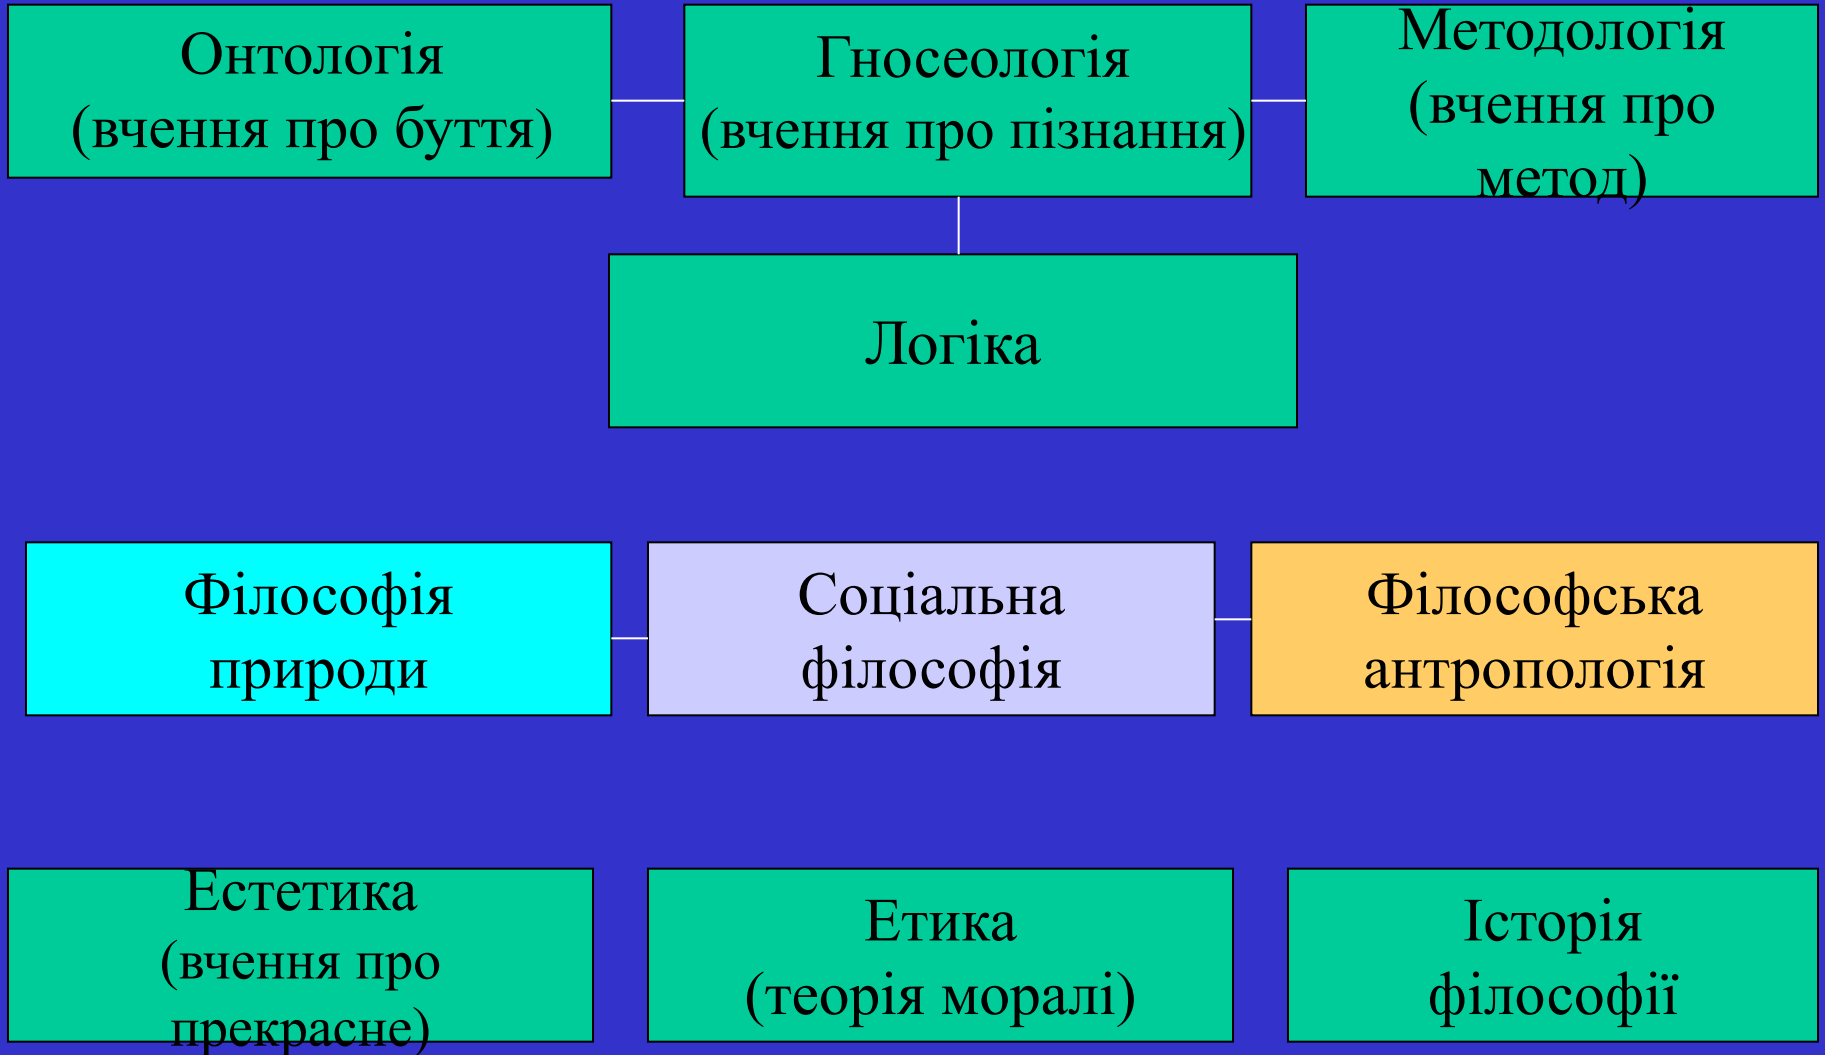 Онтологія
(вчення про буття)
Гносеологія
(вчення про пізнання)
Методологія
(вчення про
метод)
Логіка
Філософія
природи
Соціальна
філософія
Філософська
антропологія
Естетика
(вчення про
прекрасне)
Етика
(теорія моралі)
Історія
філософії